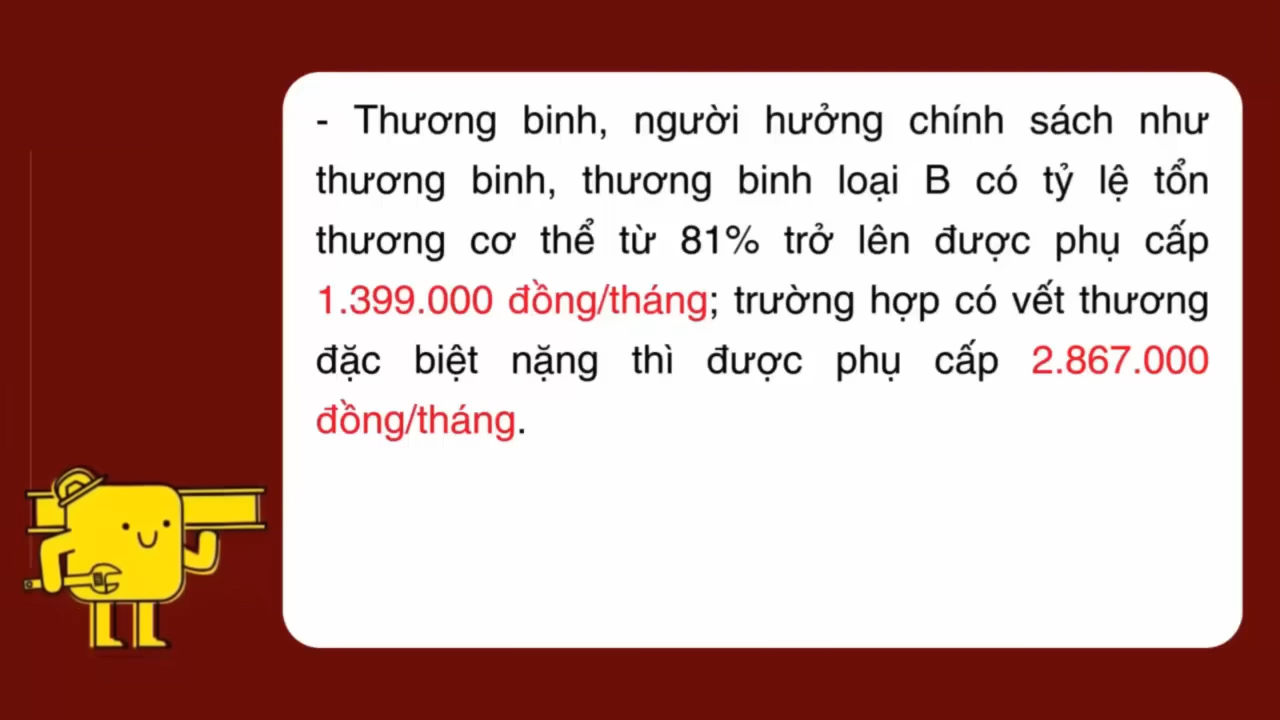 - Thương binh, người hưởng chính sách như
thương binh, thương binh loại B có tỷ lệ tổn
thương cơ thể từ 81% trở lên được phụ cấp
1.399.000 đồng/tháng; trường hợp có vết thương
đặc biệt nặng thì được phụ cấp 2.867.000
đồng/tháng.